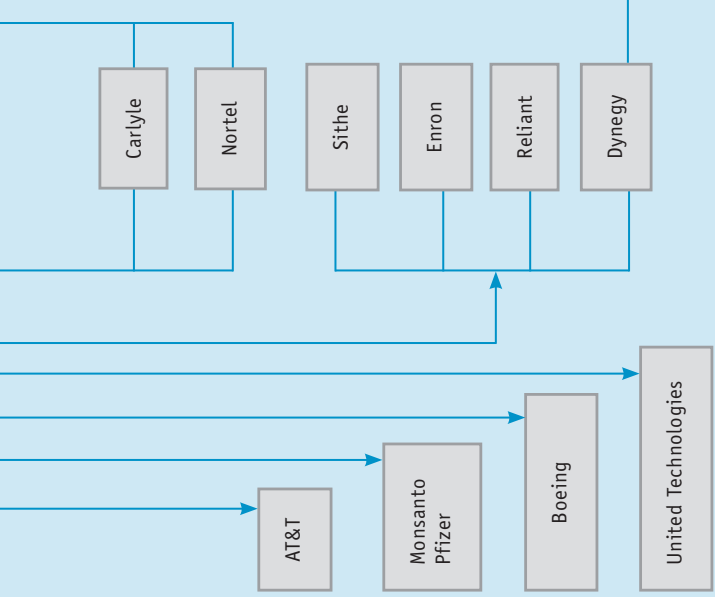 Carlyle
Nortel
Sithe
Enron
Reliant
Dynegy
AT&T
Monsanto
Pfizer
Boeing
United Technologies